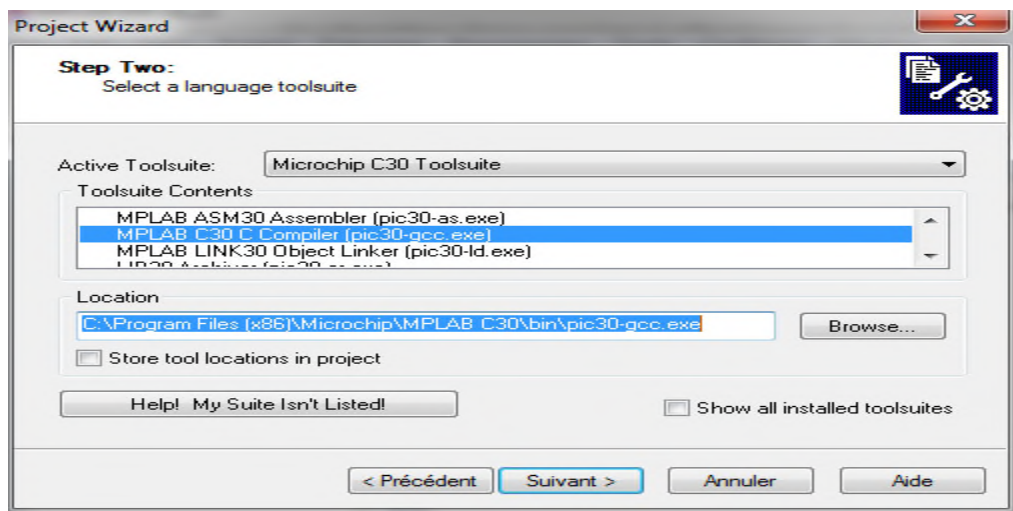 Project Wizard
Step Two:
Select a language toolsuite
Active Toolsuite: Microchip C30 Toolsuite
Toolsuite Contents
MPLAB ASM30 Assembler (pic30-as.exe)
MPLAB C30 C Compiler (pic30-gcc.exe)
MPLAB LINK30 Object Linker (pic30-ld.exe)
Location
C:\Program Files (x86)\Microchip\MPLAB C30\bin\pic30-gcc.exe Browse...
Store tool locations in project
Help! My Suite Isn't Listed! Show all installed toolsuites
< Précédent Suivant > Annuler Aide